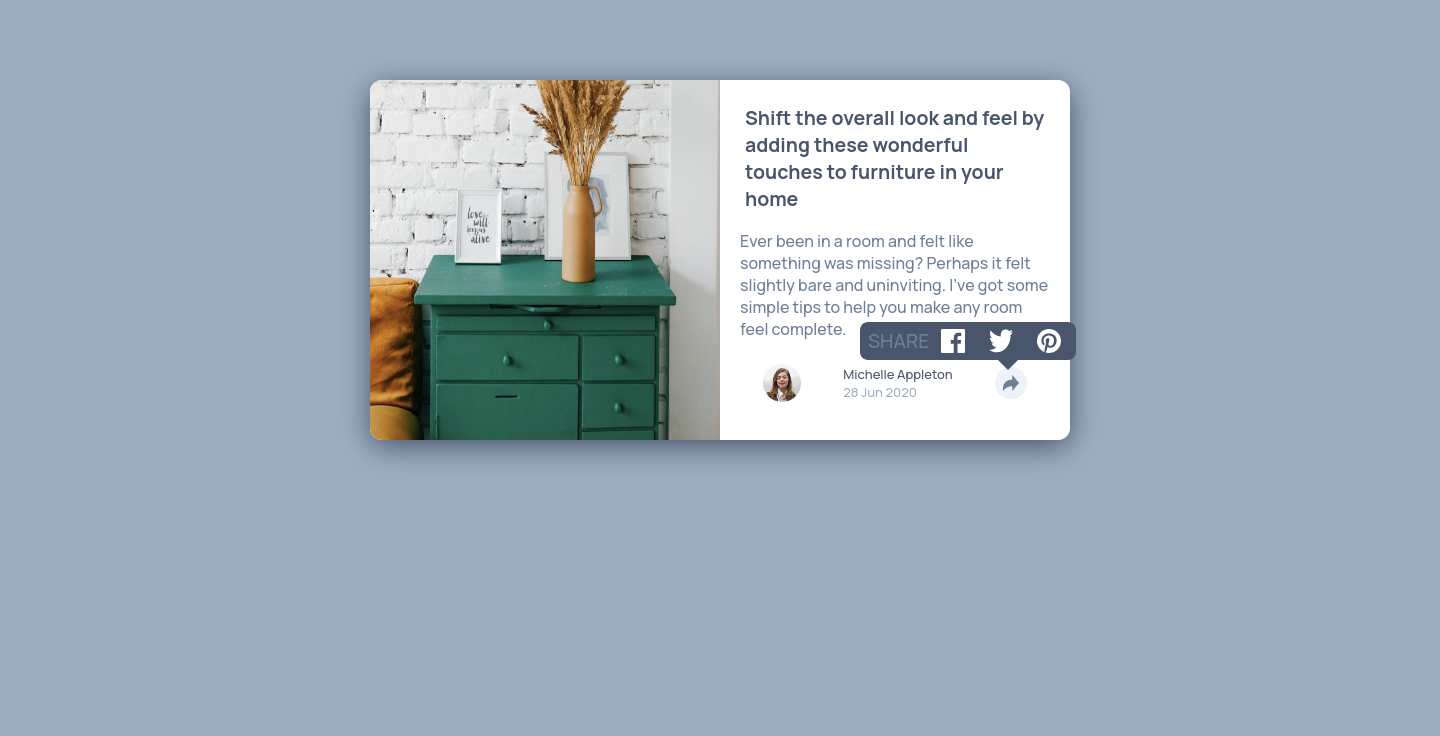 love
will
keep us
alive
Shift the overall look and feel by
adding these wonderful
touches to furniture in your
home
Ever been in a room and felt like
something was missing? Perhaps it felt
slightly bare and uninviting. I've got some
simple tips to help you make any room
feel complete.
SHARE
Michelle Appleton
28 Jun 2020